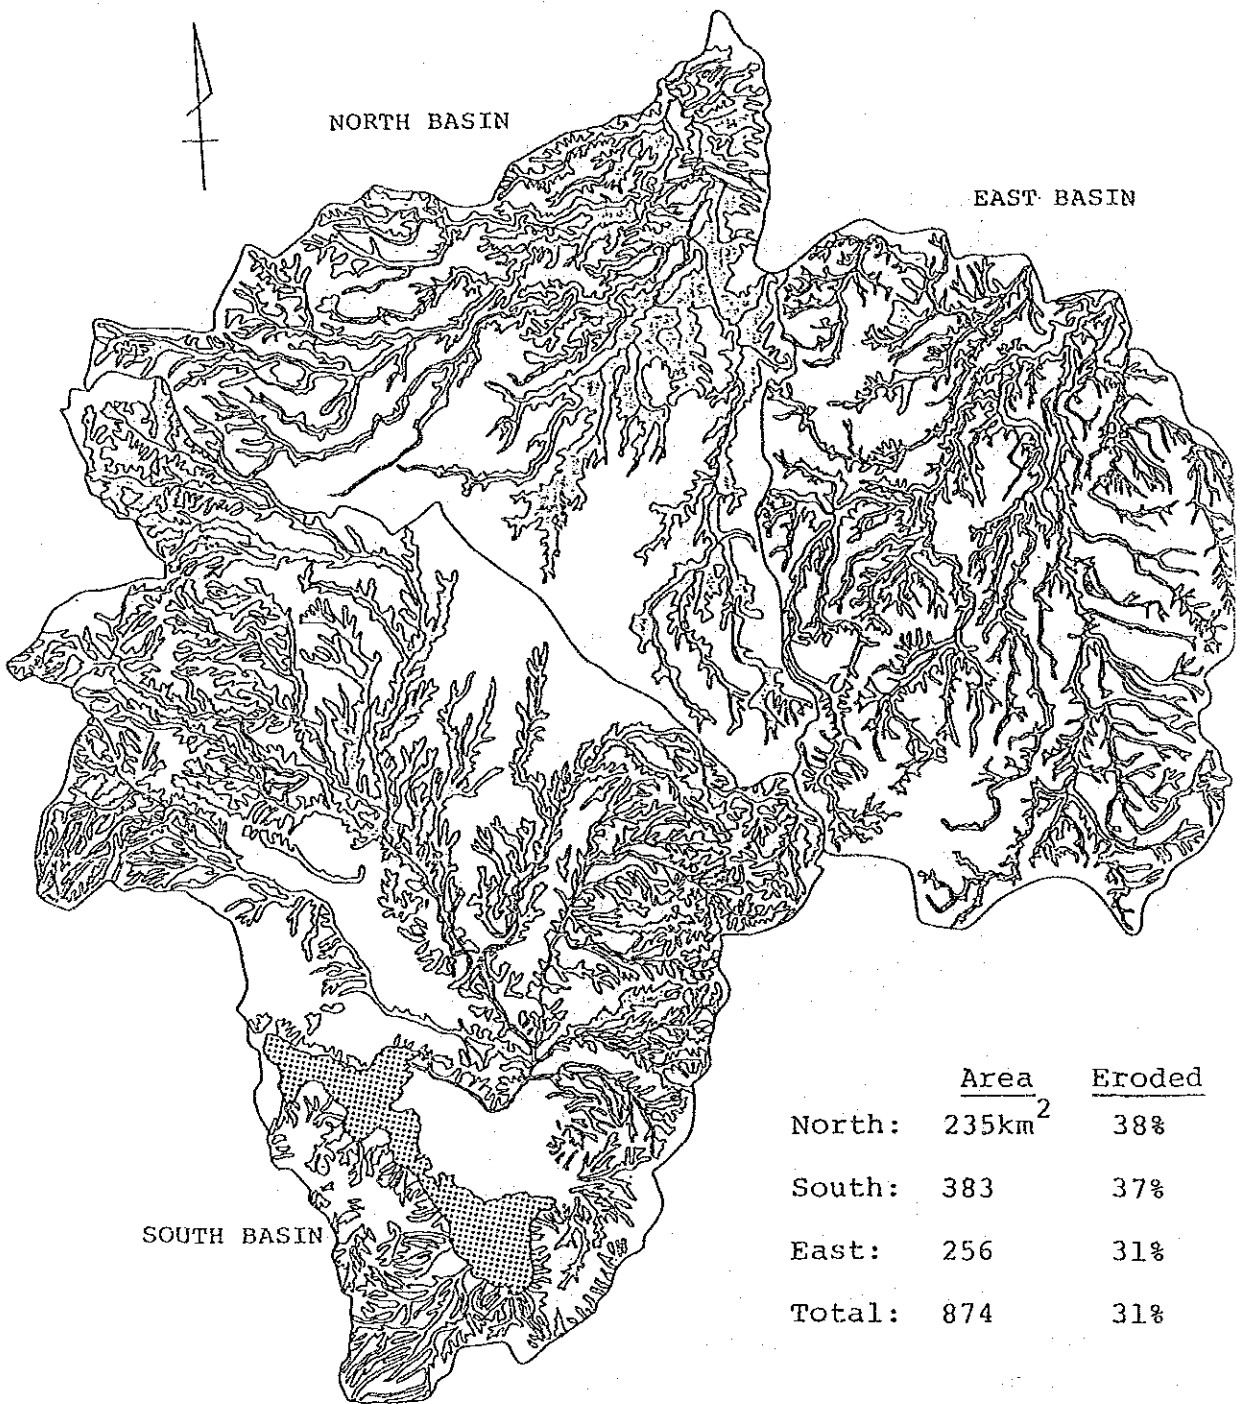 NORTH BASIN
EAST BASIN
SOUTH BASIN
Area Eroded
North: 235km² 38%
South: 383 37%
East: 256 31%
Total: 874 31%